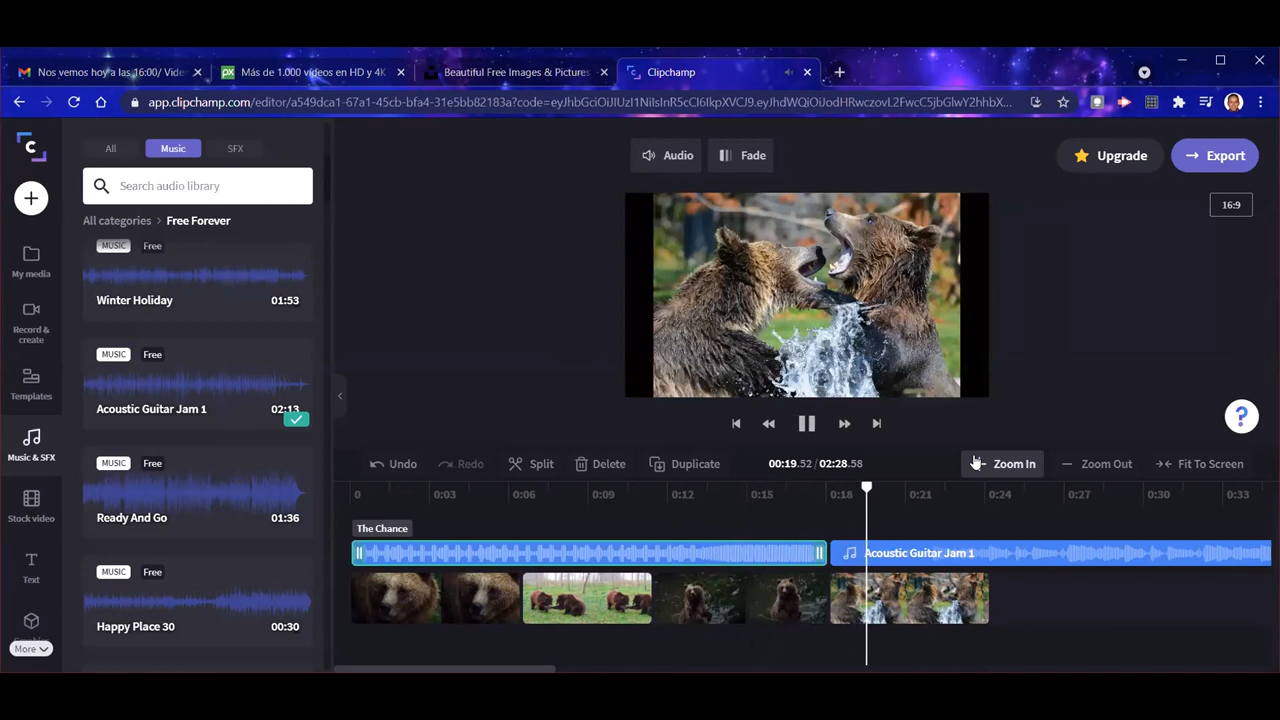 Nos vemos hoy a las 16:00/ Vide
Más de 1.000 vídeos en HD y 4K
Beautiful Free Images & Pictures
Clipchamp
app.clipchamp.com/editor/a549dca1-67a1-45cb-bfa4-31e5bb82183a?code=eyJhbGciOiJIUzI1NiIsInR5cCI6IkpXVCJ9.eyJhdWQiOiJodHRwczovL2FwcC5jbGlwY2hhbX...
All
Music
SFX
Audio
Fade
Upgrade
Export
Search audio library
16:9
All categories > Free Forever
MUSIC Free
Winter Holiday 01:53
MUSIC Free
Acoustic Guitar Jam 1 02:13
MUSIC Free
Ready And Go 01:36
MUSIC Free
Happy Place 30 00:30
My media
Record &
create
Templates
Music & SFX
Stock video
Text
More
Undo
Redo
Split
Delete
Duplicate
00:19.52 / 02:28.58
Zoom In
Zoom Out
Fit To Screen
0 0:03 0:06 0:09 0:12 0:15 0:18 0:21 0:24 0:27 0:30 0:33
The Chance
Acoustic Guitar Jam 1